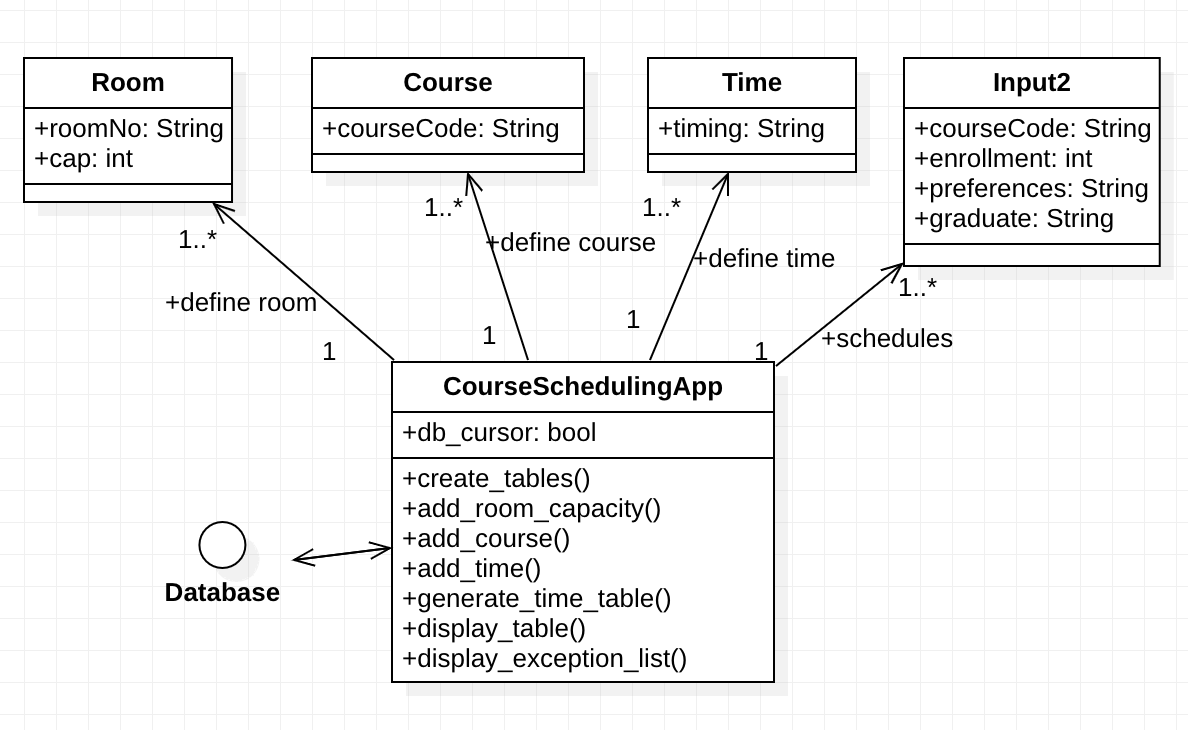 Room
+roomNo: String
+cap: int
Course
+courseCode: String
Time
+timing: String
Input2
+courseCode: String
+enrollment: int
+preferences: String
+graduate: String
1..*
+define room
1
1..*
+define course
1
1..*
+define time
1
1..*
+schedules
1
CourseSchedulingApp
+db_cursor: bool
+create_tables()
+add_room_capacity()
+add_course()
+add_time()
+generate_time_table()
+display_table()
+display_exception_list()
Database